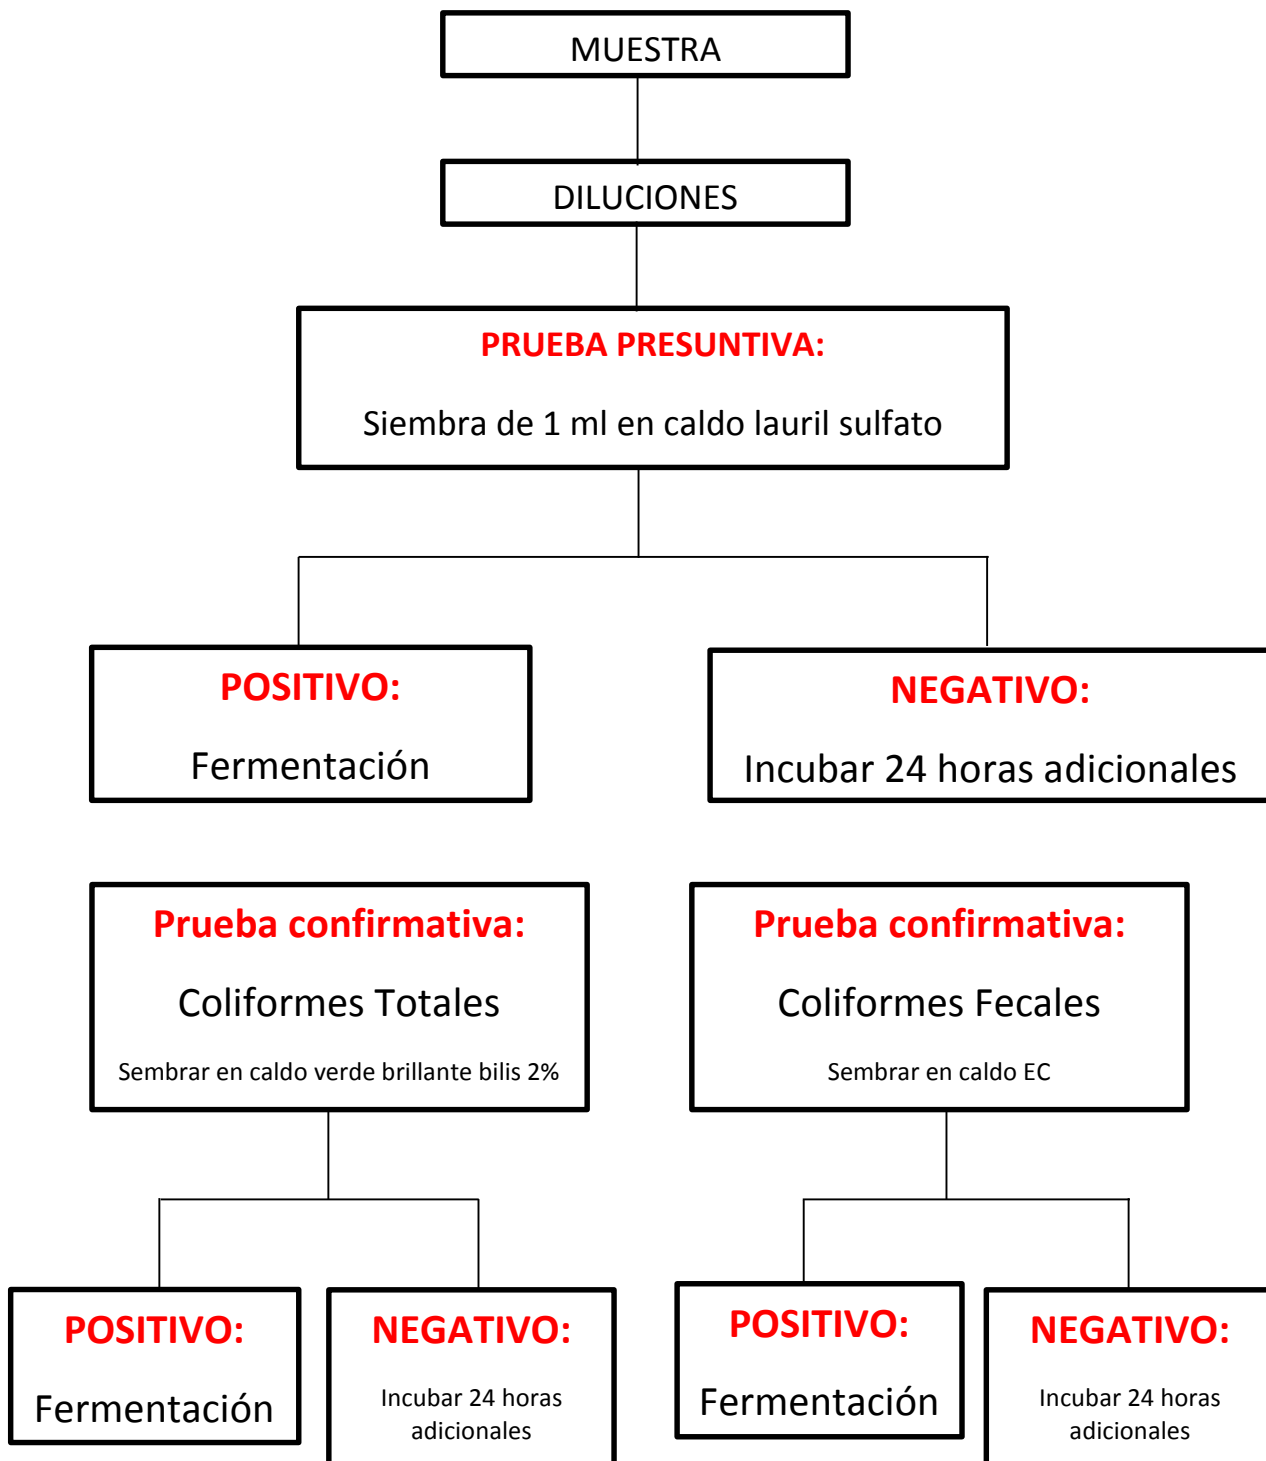 MUESTRA
DILUCIONES
PRUEBA PRESUNTIVA:
Siembra de 1 ml en caldo lauril sulfato
POSITIVO:
Fermentación
NEGATIVO:
Incubar 24 horas adicionales
Prueba confirmativa:
Coliformes Totales
Sembrar en caldo verde brillante bilis 2%
Prueba confirmativa:
Coliformes Fecales
Sembrar en caldo EC
POSITIVO:
Fermentación
NEGATIVO:
Incubar 24 horas
adicionales
POSITIVO:
Fermentación
NEGATIVO:
Incubar 24 horas
adicionales